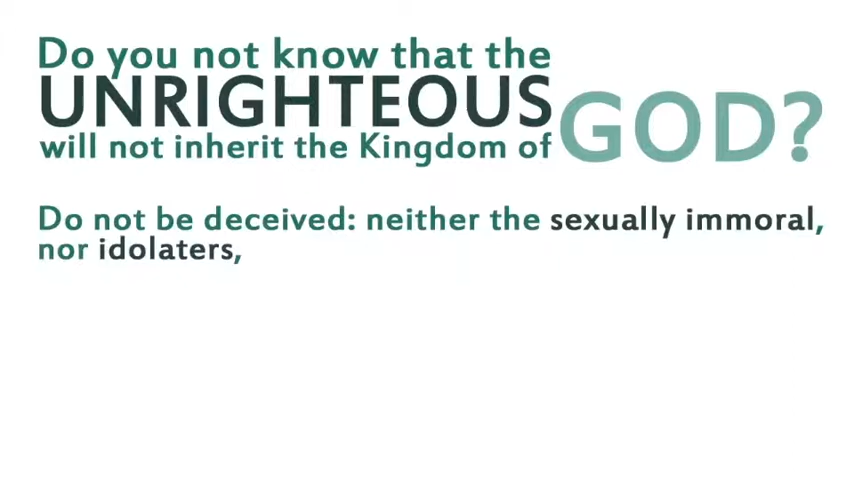 Do you not know that the
UNRIGHTEOUS
will not inherit the Kingdom of GOD?
Do not be deceived: neither the sexually immoral,
nor idolaters,